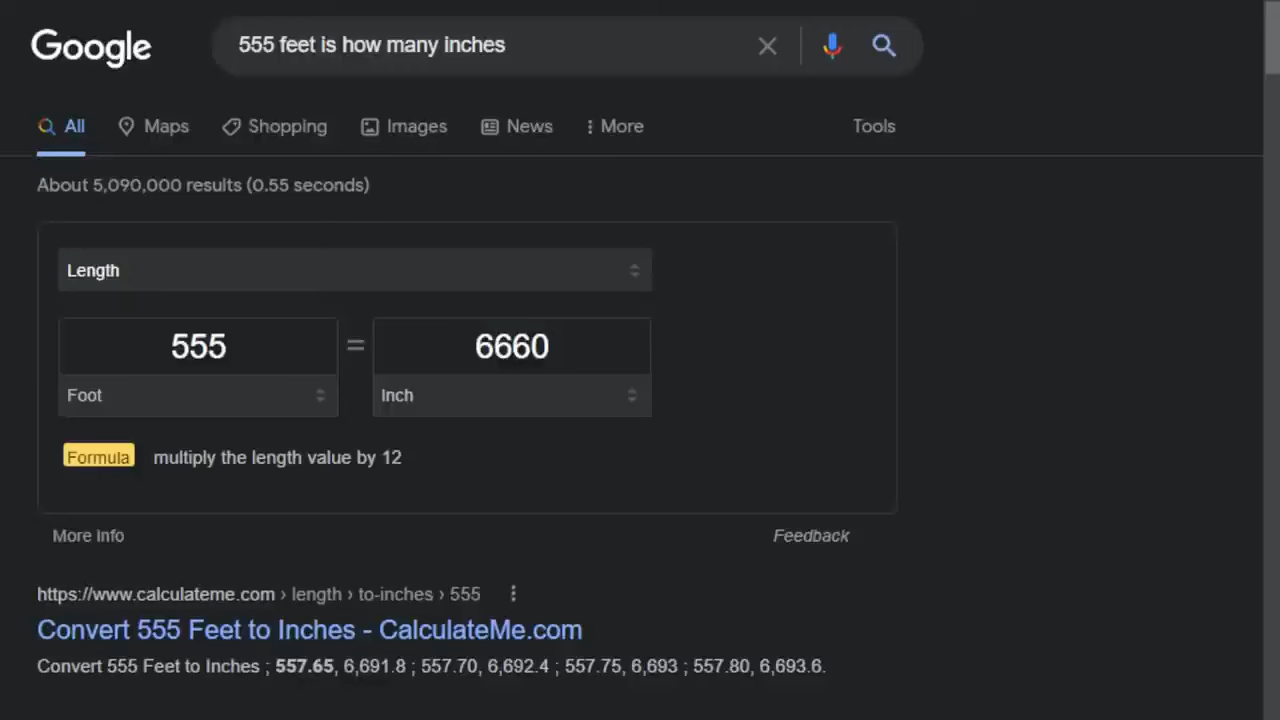 Google 555 feet is how many inches
All Maps Shopping Images News More Tools
About 5,090,000 results (0.55 seconds)
Length
555 = 6660
Foot Inch
Formula multiply the length value by 12
More info Feedback
https://www.calculateme.com › length › to-inches › 555
Convert 555 Feet to Inches - CalculateMe.com
Convert 555 Feet to Inches ; 557.65, 6,691.8 ; 557.70, 6,692.4 ; 557.75, 6,693 ; 557.80, 6,693.6.